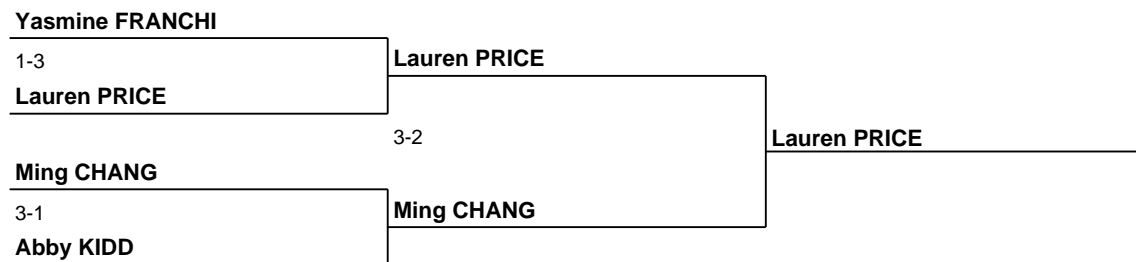 Yasmine FRANCHI
1-3
Lauren PRICE
Lauren PRICE
3-2
Lauren PRICE
Ming CHANG
3-1
Ming CHANG
Abby KIDD